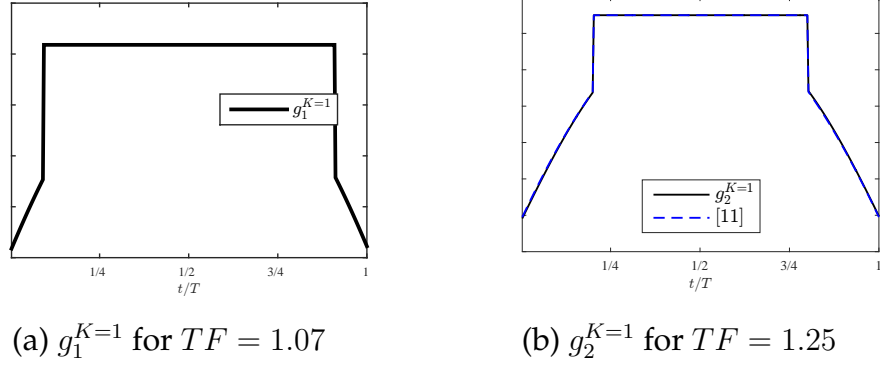 $g_1^{K=1}$
1/4 1/2 3/4 1
$t/T$
(a) $g_1^{K=1}$ for $TF = 1.07$
$g_2^{K=1}$
[11]
1/4 1/2 3/4 1
$t/T$
(b) $g_2^{K=1}$ for $TF = 1.25$